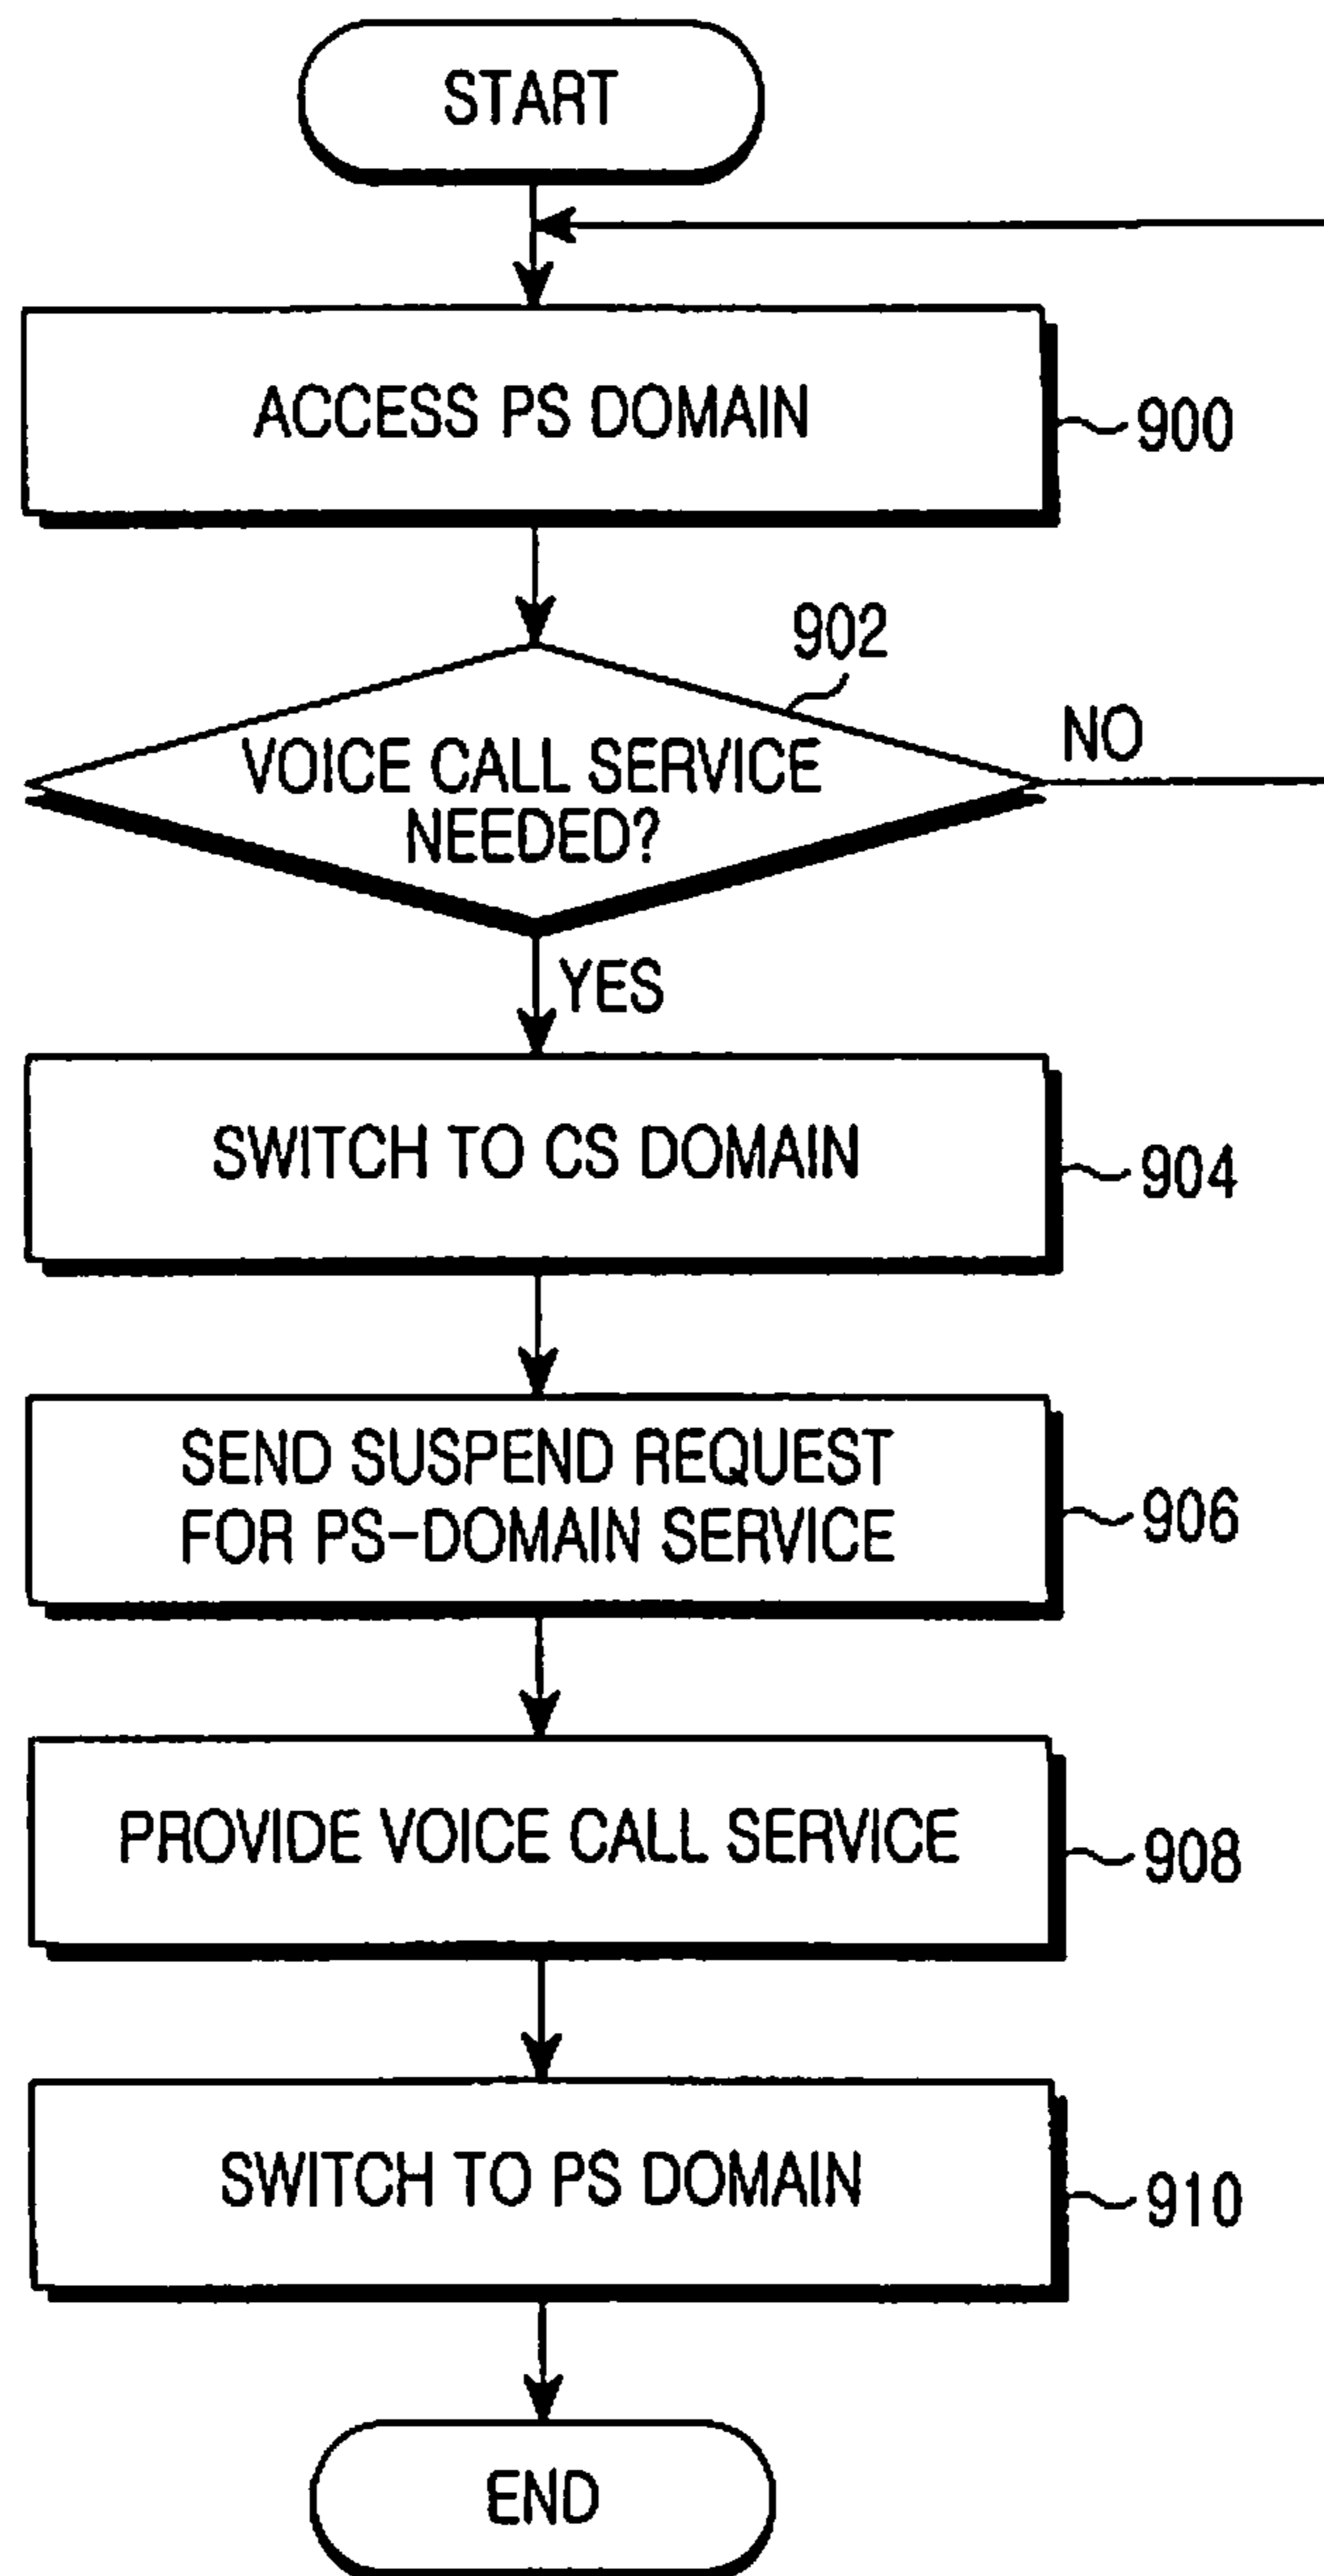 START
ACCESS PS DOMAIN
900
902
VOICE CALL SERVICE
NEEDED?
NO
YES
SWITCH TO CS DOMAIN
904
SEND SUSPEND REQUEST
FOR PS-DOMAIN SERVICE
906
PROVIDE VOICE CALL SERVICE
908
SWITCH TO PS DOMAIN
910
END